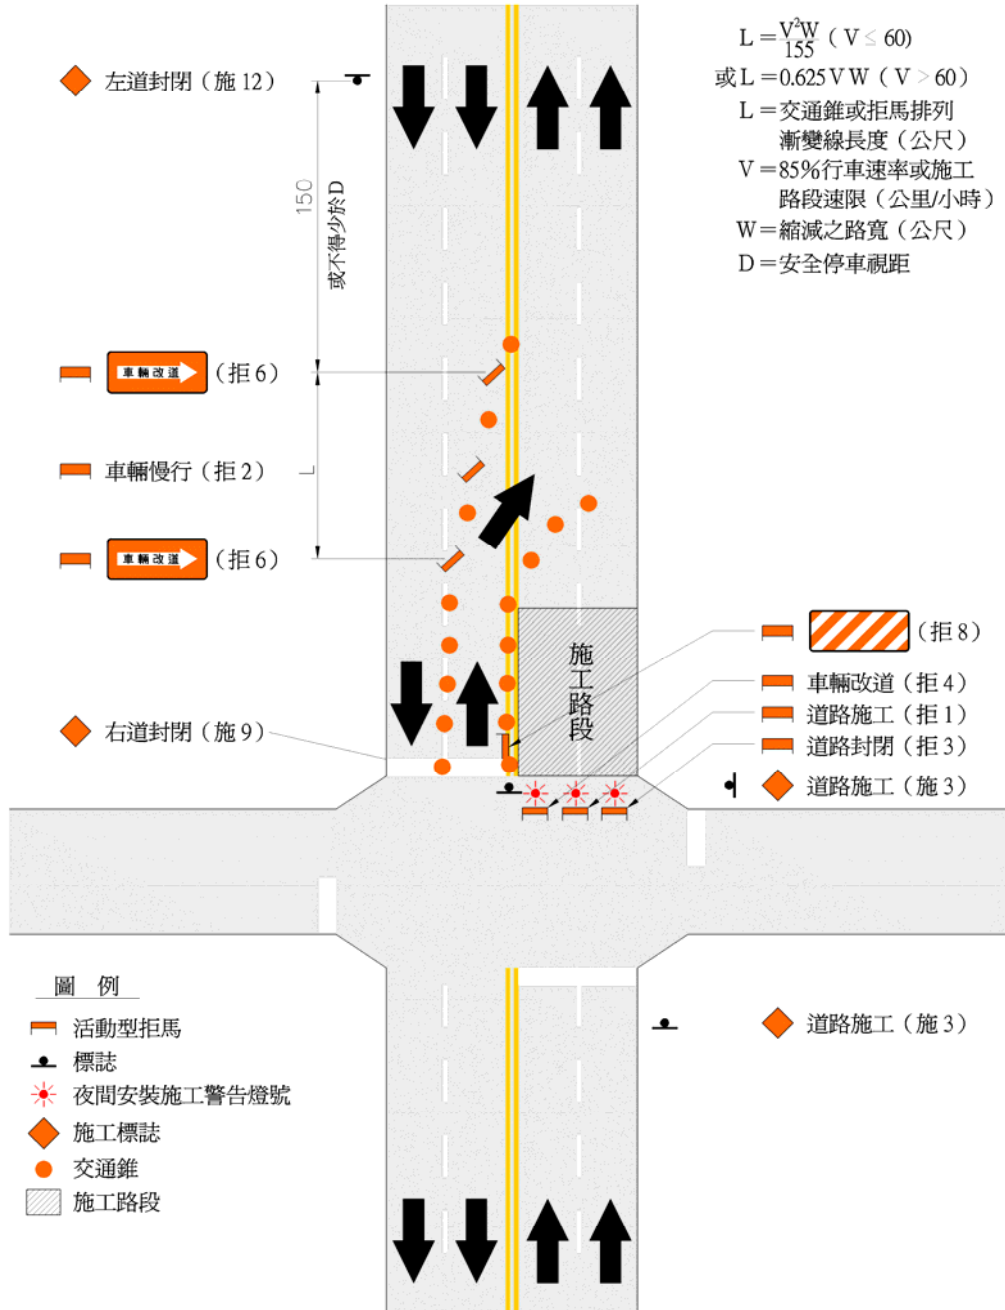 L＝V²W/155（V ≤ 60）
或L＝0.625 V W（V > 60）
L＝交通錐或拒馬排列
漸變線長度（公尺）
V＝85%行車速率或施工
路段速限（公里/小時）
W＝縮減之路寬（公尺）
D＝安全停車視距
左道封閉（施 12）
150
或不得少於D
車輛改道（拒 6）
L
車輛慢行（拒 2）
車輛改道（拒 6）
施工路段
（拒 8）
車輛改道（拒 4）
道路施工（拒 1）
道路封閉（拒 3）
道路施工（施 3）
右道封閉（施 9）
道路施工（施 3）
圖 例
活動型拒馬
標誌
夜間安裝施工警告燈號
施工標誌
交通錐
施工路段